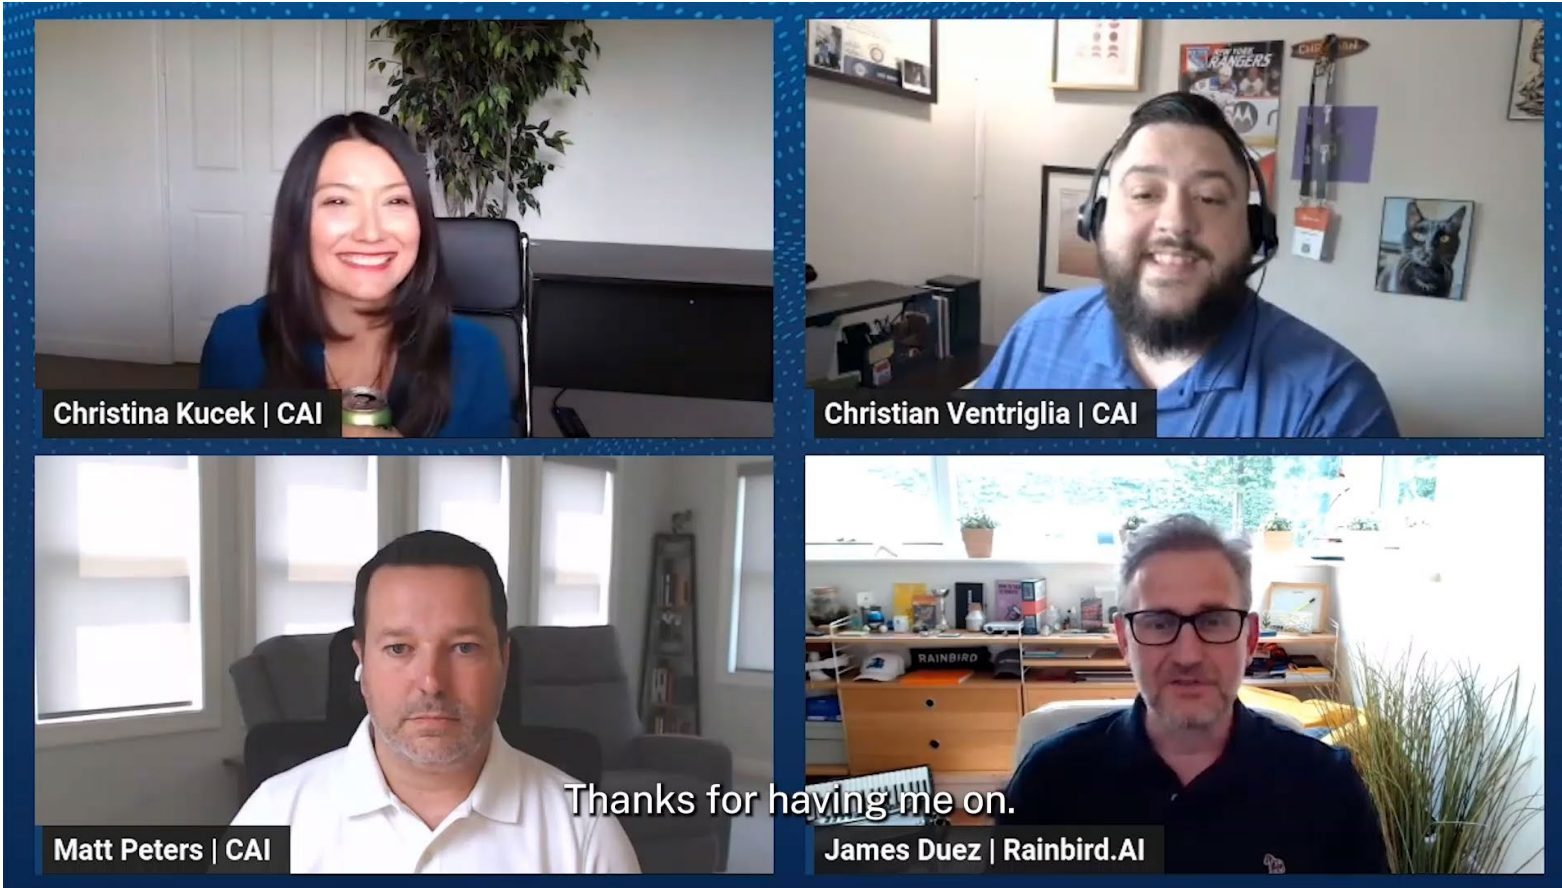 NEW YORK
RANGERS
CHRISTIAN
Christina Kucek | CAI
Christian Ventriglia | CAI
RAINBIRD
Thanks for having me on.
Matt Peters | CAI
James Duez | Rainbird.AI